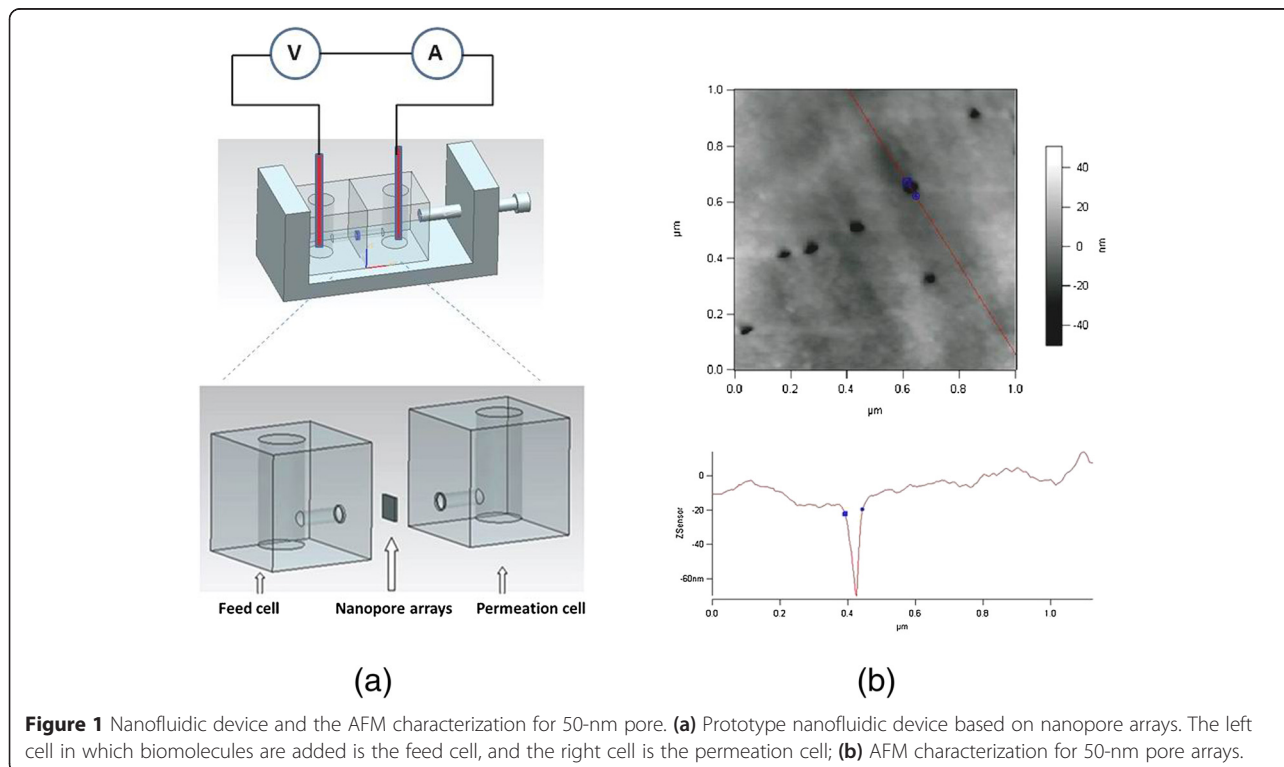 V
A
Feed cell
Nanopore arrays
Permeation cell
(a)
1.0
0.8
0.6
0.4
0.2
0.0
µm
0.0
0.2
0.4
0.6
0.8
1.0
µm
40
20
0
-20
-40
nm
0
-20
-40
-60nm
ZSensor
0.0
0.2
0.4
0.6
0.8
1.0
µm
(b)
Figure 1 Nanofluidic device and the AFM characterization for 50-nm pore. (a) Prototype nanofluidic device based on nanopore arrays. The left
cell in which biomolecules are added is the feed cell, and the right cell is the permeation cell; (b) AFM characterization for 50-nm pore arrays.